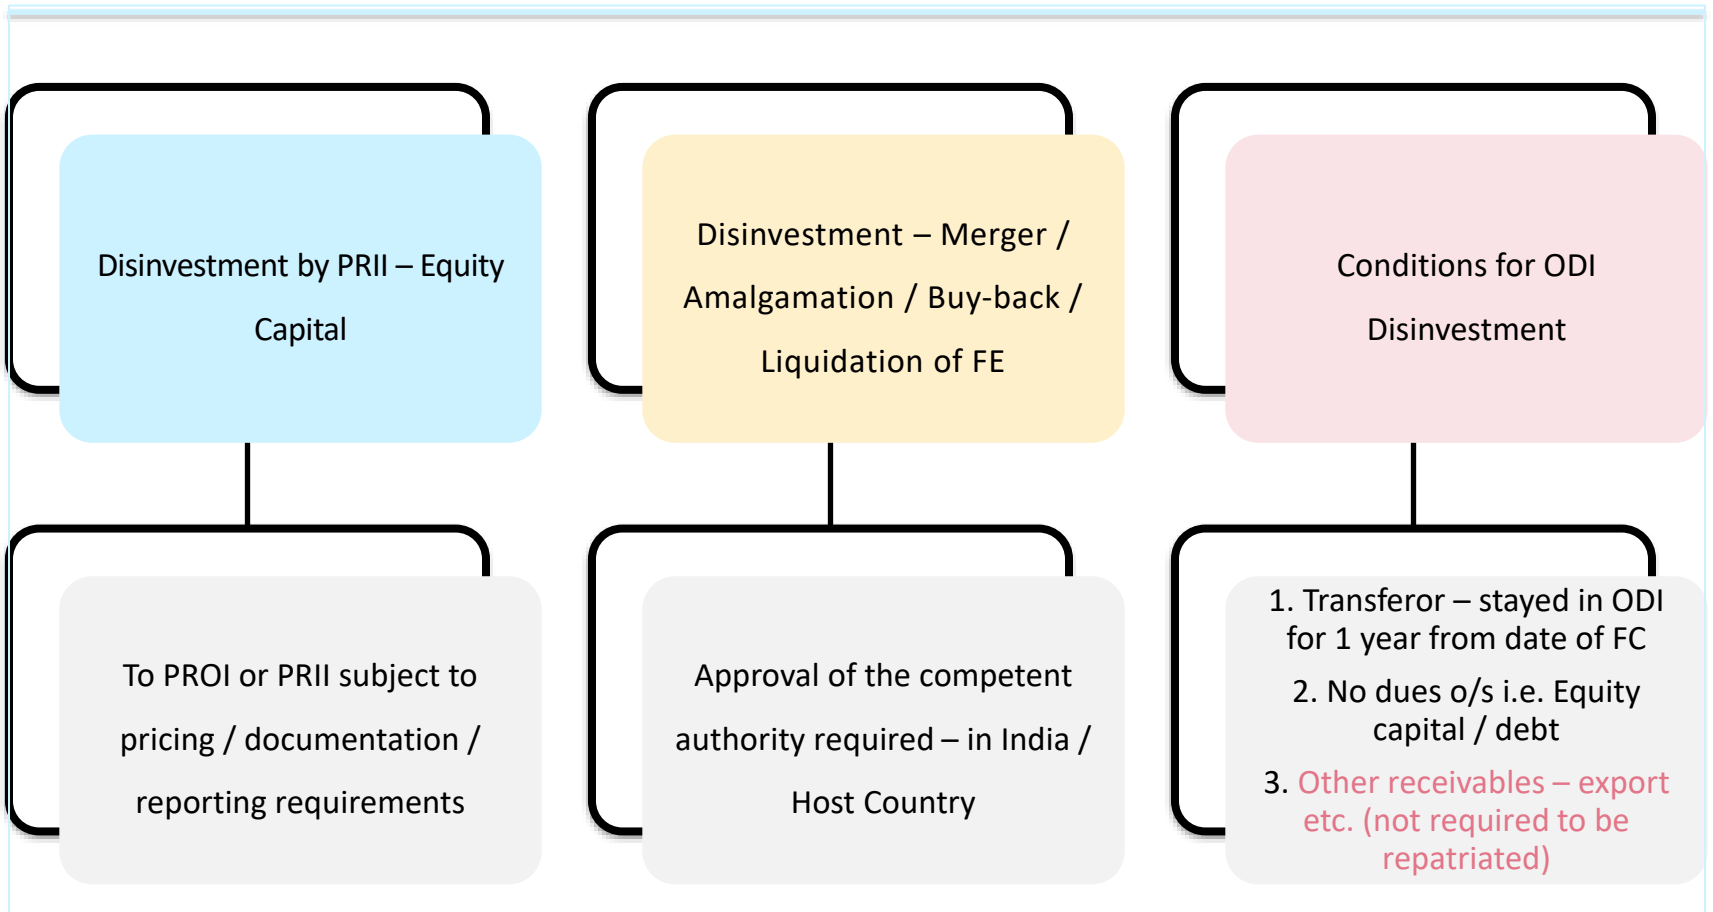 Disinvestment by PRII – Equity
Capital
Disinvestment – Merger /
Amalgamation / Buy-back /
Liquidation of FE
Conditions for ODI
Disinvestment
To PROI or PRII subject to
pricing / documentation /
reporting requirements
Approval of the competent
authority required – in India /
Host Country
1. Transferor – stayed in ODI
for 1 year from date of FC
2. No dues o/s i.e. Equity
capital / debt
3. Other receivables – export
etc. (not required to be
repatriated)